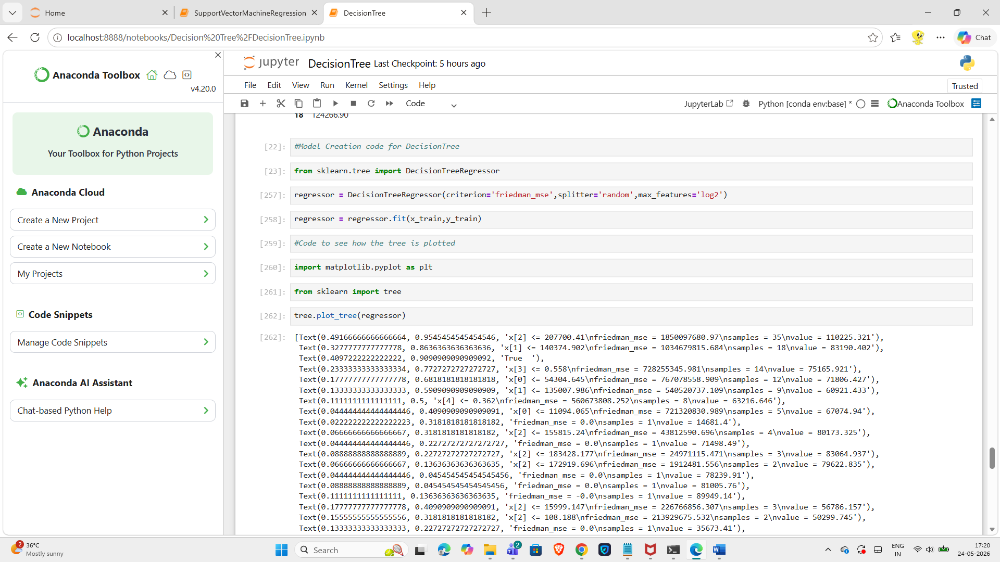 Home
SupportVectorMachineRegression
DecisionTree
localhost:8888/notebooks/Decision%20Tree%2FDecisionTree.ipynb
Chat
Anaconda Toolbox
v4.20.0
Anaconda
Your Toolbox for Python Projects
Anaconda Cloud
Create a New Project
Create a New Notebook
My Projects
Code Snippets
Manage Code Snippets
Anaconda AI Assistant
Chat-based Python Help
jupyter DecisionTree Last Checkpoint: 5 hours ago
File Edit View Run Kernel Settings Help
Trusted
Code
JupyterLab
Python [conda env:base] *
Anaconda Toolbox
18 124266.90
[22]: #Model Creation code for DecisionTree
[23]: from sklearn.tree import DecisionTreeRegressor
[257]: regressor = DecisionTreeRegressor(criterion='friedman_mse',splitter='random',max_features='log2')
[258]: regressor = regressor.fit(x_train,y_train)
[259]: #Code to see how the tree is plotted
[260]: import matplotlib.pyplot as plt
[261]: from sklearn import tree
[262]: tree.plot_tree(regressor)
[262]: [Text(0.49166666666666664, 0.9545454545454546, 'x[2] <= 207700.41\nfriedman_mse = 1850097680.97\nsamples = 35\nvalue = 110225.321'),
Text(0.3277777777777778, 0.8636363636363636, 'x[1] <= 140374.902\nfriedman_mse = 1034679815.684\nsamples = 18\nvalue = 83190.402'),
Text(0.4097222222222222, 0.9090909090909092, 'True  '),
Text(0.23333333333333334, 0.7727272727272727, 'x[3] <= 0.558\nfriedman_mse = 728255345.981\nsamples = 14\nvalue = 75165.921'),
Text(0.17777777777777778, 0.6818181818181818, 'x[0] <= 54304.645\nfriedman_mse = 767078558.909\nsamples = 12\nvalue = 71806.427'),
Text(0.13333333333333333, 0.5909090909090909, 'x[1] <= 135007.986\nfriedman_mse = 540520737.109\nsamples = 9\nvalue = 60921.433'),
Text(0.1111111111111111, 0.5, 'x[4] <= 0.362\nfriedman_mse = 560673808.252\nsamples = 8\nvalue = 63216.646'),
Text(0.044444444444444446, 0.4090909090909091, 'x[0] <= 11094.065\nfriedman_mse = 721320830.989\nsamples = 5\nvalue = 67074.94'),
Text(0.022222222222222223, 0.3181818181818182, 'friedman_mse = 0.0\nsamples = 1\nvalue = 14681.4'),
Text(0.06666666666666667, 0.3181818181818182, 'x[2] <= 155815.24\nfriedman_mse = 43812590.696\nsamples = 4\nvalue = 80173.325'),
Text(0.044444444444444446, 0.22727272727272727, 'friedman_mse = 0.0\nsamples = 1\nvalue = 71498.49'),
Text(0.08888888888888889, 0.22727272727272727, 'x[2] <= 183428.177\nfriedman_mse = 24971115.471\nsamples = 3\nvalue = 83064.937'),
Text(0.06666666666666667, 0.13636363636363635, 'x[2] <= 172919.696\nfriedman_mse = 1912481.556\nsamples = 2\nvalue = 79622.835'),
Text(0.044444444444444446, 0.045454545454545456, 'friedman_mse = 0.0\nsamples = 1\nvalue = 78239.91'),
Text(0.08888888888888889, 0.045454545454545456, 'friedman_mse = 0.0\nsamples = 1\nvalue = 81005.76'),
Text(0.1111111111111111, 0.13636363636363635, 'friedman_mse = -0.0\nsamples = 1\nvalue = 89949.14'),
Text(0.17777777777777778, 0.4090909090909091, 'x[2] <= 15999.147\nfriedman_mse = 226766856.307\nsamples = 3\nvalue = 56786.157'),
Text(0.15555555555555556, 0.3181818181818182, 'x[2] <= 108.188\nfriedman_mse = 213929675.532\nsamples = 2\nvalue = 50299.745'),
Text(0.13333333333333333, 0.22727272727272727, 'friedman_mse = 0.0\nsamples = 1\nvalue = 35673.41'),
2
36°C
Mostly sunny
Search
2
ENG
IN
17:20
24-05-2026